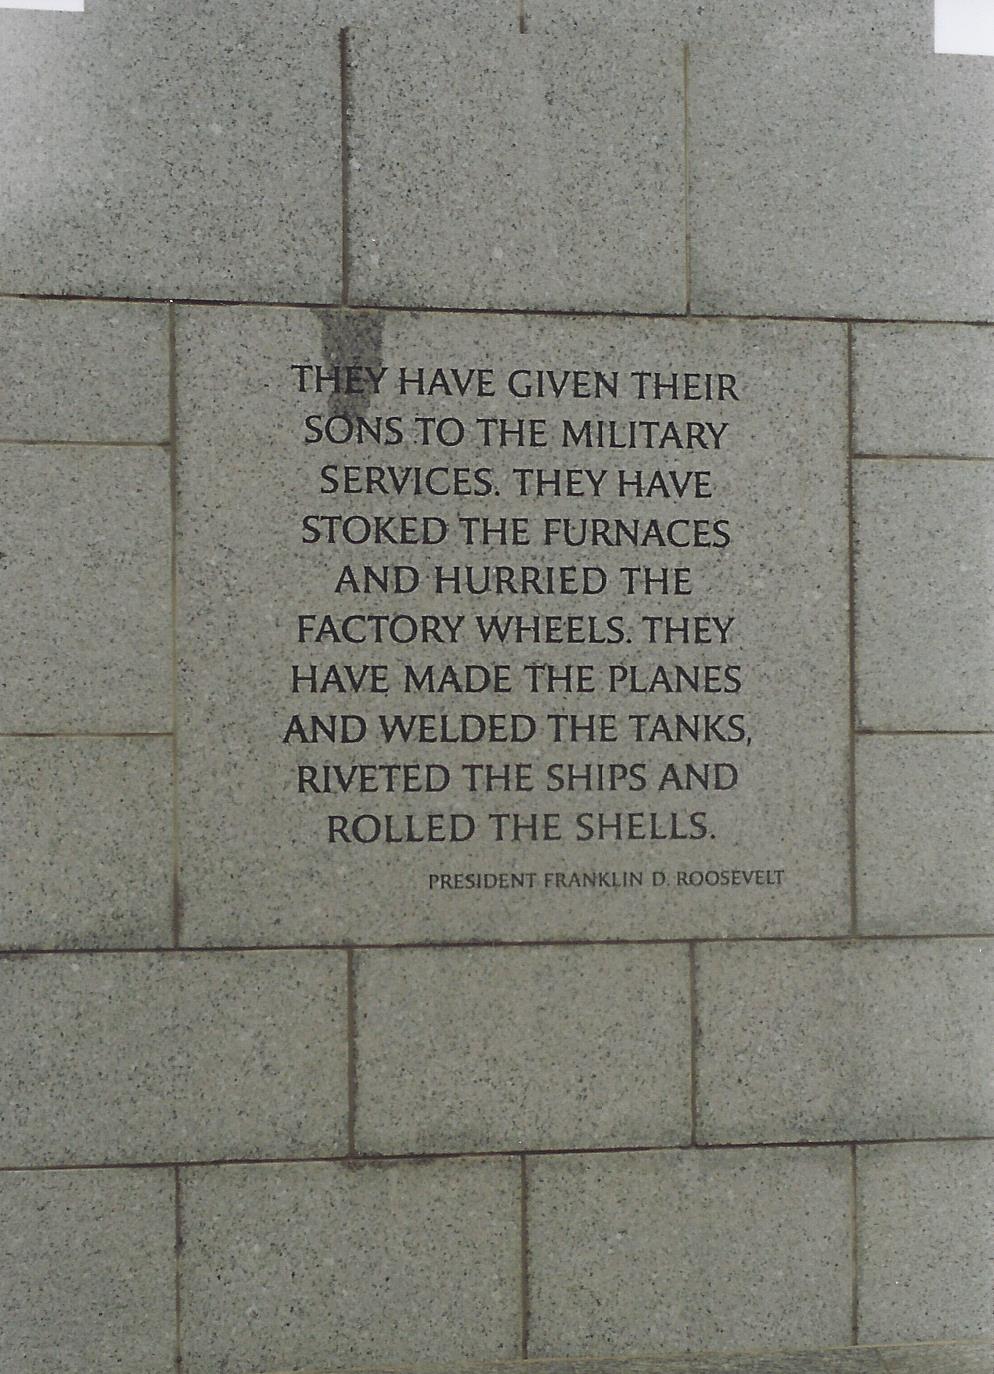 THEY HAVE GIVEN THEIR
SONS TO THE MILITARY
SERVICES. THEY HAVE
STOKED THE FURNACES
AND HURRIED THE
FACTORY WHEELS. THEY
HAVE MADE THE PLANES
AND WELDED THE TANKS,
RIVETED THE SHIPS AND
ROLLED THE SHELLS.
PRESIDENT FRANKLIN D. ROOSEVELT